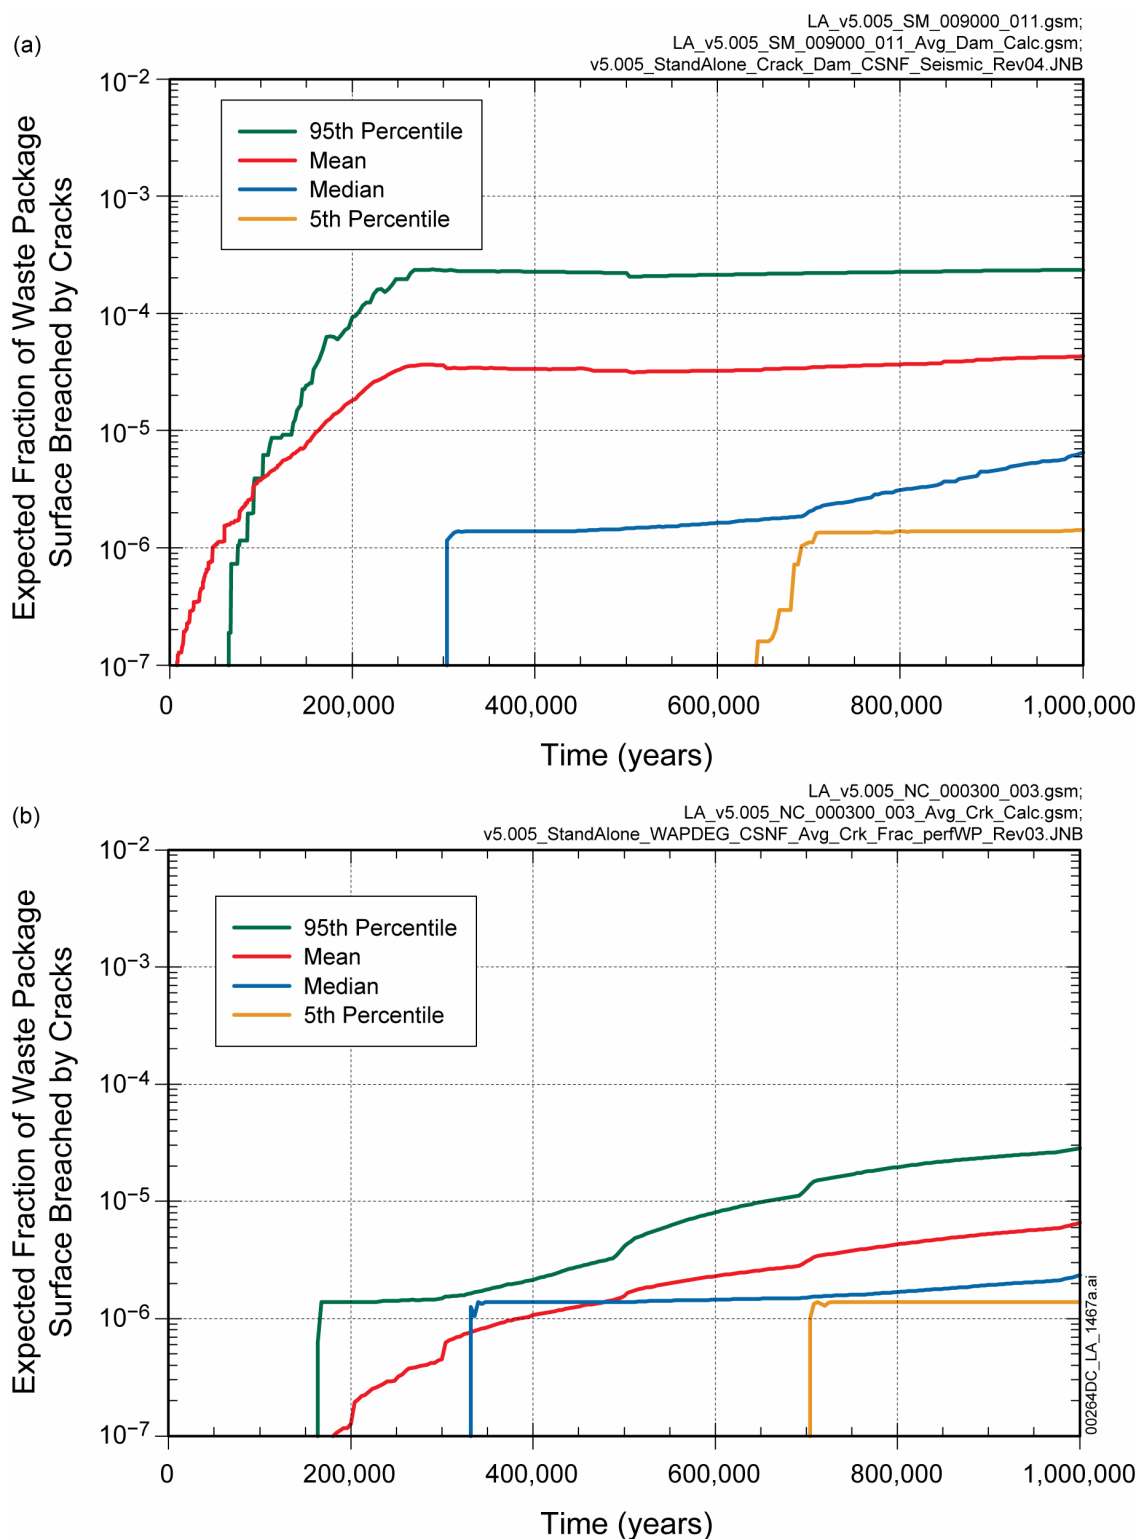 (a)
LA_v5.005_SM_009000_011.gsm;
LA_v5.005_SM_009000_011_Avg_Dam_Calc.gsm;
v5.005_StandAlone_Crack_Dam_CSNF_Seismic_Rev04.JNB
Expected Fraction of Waste Package
Surface Breached by Cracks
10⁻²
10⁻³
10⁻⁴
10⁻⁵
10⁻⁶
10⁻⁷
95th Percentile
Mean
Median
5th Percentile
0 200,000 400,000 600,000 800,000 1,000,000
Time (years)
(b)
LA_v5.005_NC_000300_003.gsm;
LA_v5.005_NC_000300_003_Avg_Crk_Calc.gsm;
v5.005_StandAlone_WAPDEG_CSNF_Avg_Crk_Frac_perfWP_Rev03.JNB
Expected Fraction of Waste Package
Surface Breached by Cracks
10⁻²
10⁻³
10⁻⁴
10⁻⁵
10⁻⁶
10⁻⁷
95th Percentile
Mean
Median
5th Percentile
0 200,000 400,000 600,000 800,000 1,000,000
Time (years)
00264DC_LA_1467a.ai